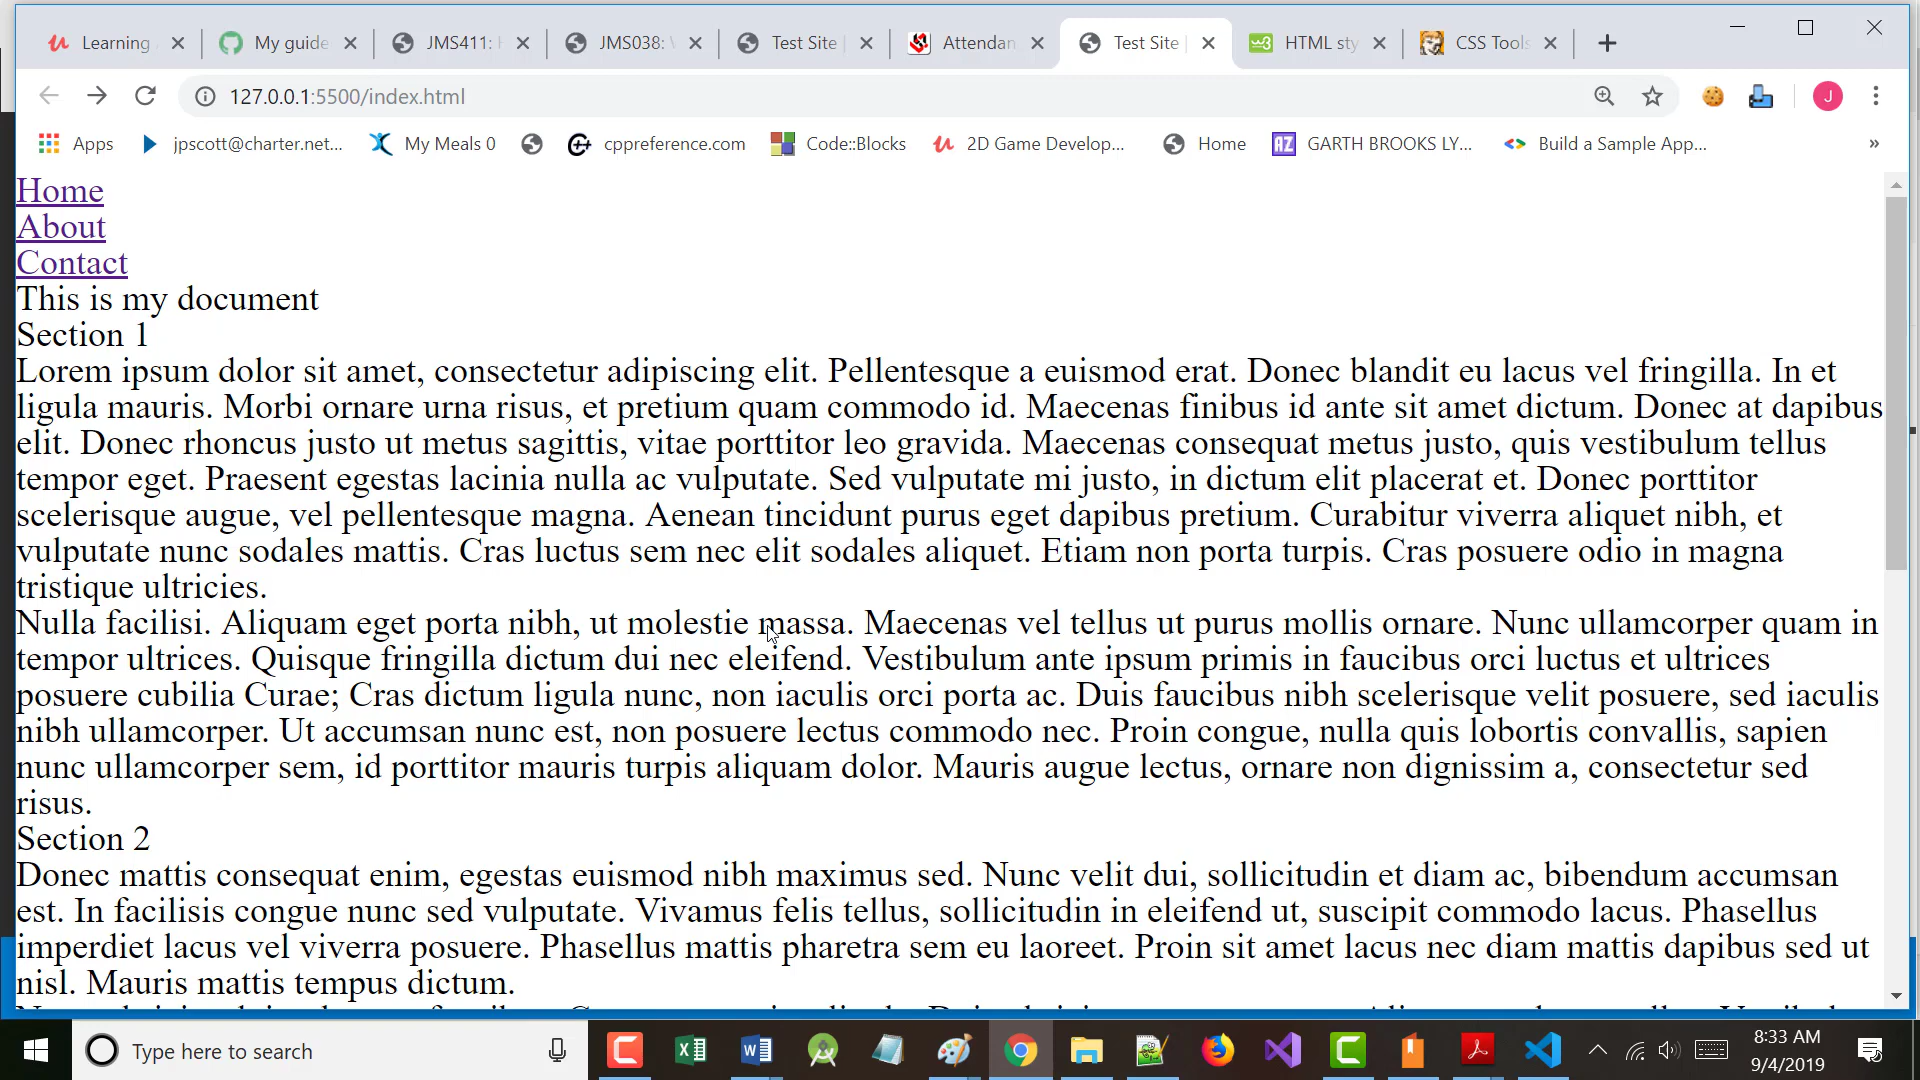 Learning
My guide
JMS411:
JMS038:
Test Site |
Attendan
Test Site |
HTML sty
CSS Tools
127.0.0.1:5500/index.html
J
Apps
jpscott@charter.net...
My Meals 0
cppreference.com
Code::Blocks
2D Game Develop...
Home
AZ
GARTH BROOKS LY...
Build a Sample App...
»
Home
About
Contact
This is my document
Section 1
Lorem ipsum dolor sit amet, consectetur adipiscing elit. Pellentesque a euismod erat. Donec blandit eu lacus vel fringilla. In et
ligula mauris. Morbi ornare urna risus, et pretium quam commodo id. Maecenas finibus id ante sit amet dictum. Donec at dapibus
elit. Donec rhoncus justo ut metus sagittis, vitae porttitor leo gravida. Maecenas consequat metus justo, quis vestibulum tellus
tempor eget. Praesent egestas lacinia nulla ac vulputate. Sed vulputate mi justo, in dictum elit placerat et. Donec porttitor
scelerisque augue, vel pellentesque magna. Aenean tincidunt purus eget dapibus pretium. Curabitur viverra aliquet nibh, et
vulputate nunc sodales mattis. Cras luctus sem nec elit sodales aliquet. Etiam non porta turpis. Cras posuere odio in magna
tristique ultricies.
Nulla facilisi. Aliquam eget porta nibh, ut molestie massa. Maecenas vel tellus ut purus mollis ornare. Nunc ullamcorper quam in
tempor ultrices. Quisque fringilla dictum dui nec eleifend. Vestibulum ante ipsum primis in faucibus orci luctus et ultrices
posuere cubilia Curae; Cras dictum ligula nunc, non iaculis orci porta ac. Duis faucibus nibh scelerisque velit posuere, sed iaculis
nibh ullamcorper. Ut accumsan nunc est, non posuere lectus commodo nec. Proin congue, nulla quis lobortis convallis, sapien
nunc ullamcorper sem, id porttitor mauris turpis aliquam dolor. Mauris augue lectus, ornare non dignissim a, consectetur sed
risus.
Section 2
Donec mattis consequat enim, egestas euismod nibh maximus sed. Nunc velit dui, sollicitudin et diam ac, bibendum accumsan
est. In facilisis congue nunc sed vulputate. Vivamus felis tellus, sollicitudin in eleifend ut, suscipit commodo lacus. Phasellus
imperdiet lacus vel viverra posuere. Phasellus mattis pharetra sem eu laoreet. Proin sit amet lacus nec diam mattis dapibus sed ut
nisl. Mauris mattis tempus dictum.
Type here to search
8:33 AM
9/4/2019